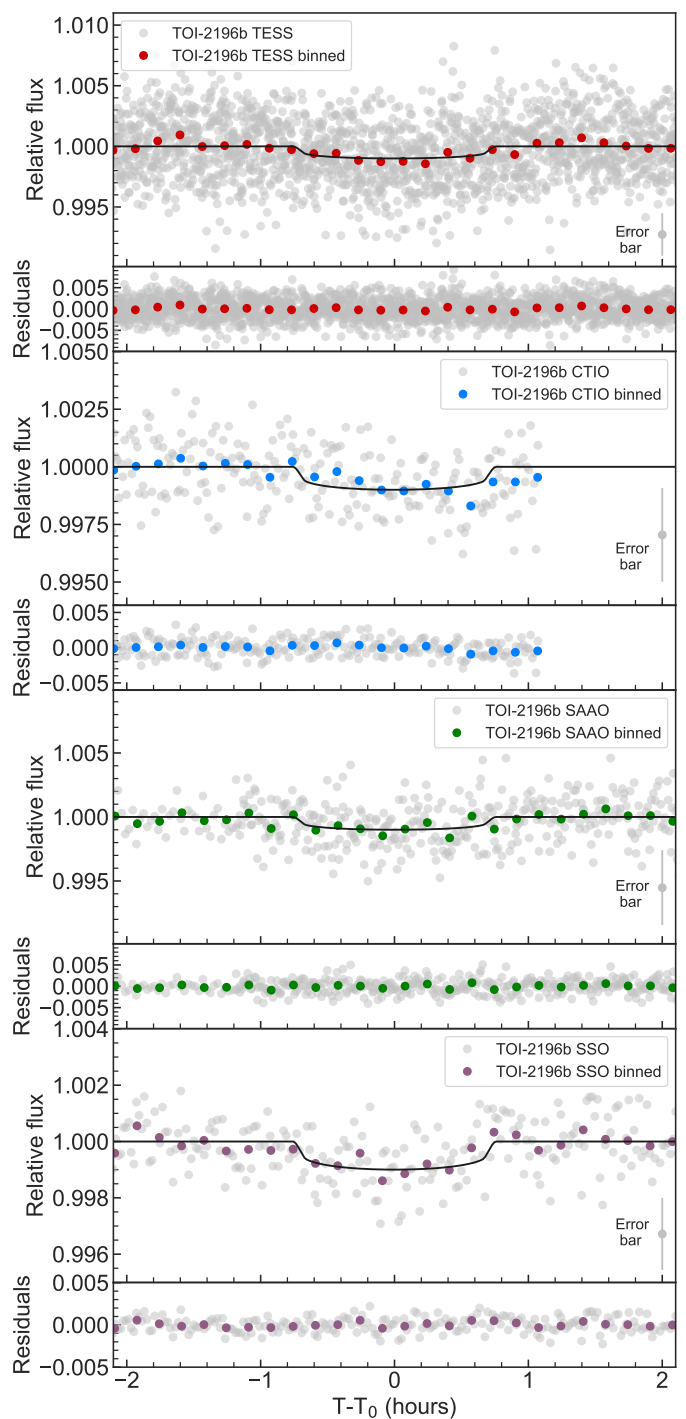 TOI-2196b TESS
TOI-2196b TESS binned
1.010
1.005
1.000
0.995
Relative flux
Error
bar
0.005
0.000
−0.005
Residuals
1.0050
1.0025
1.0000
0.9975
0.9950
Relative flux
TOI-2196b CTIO
TOI-2196b CTIO binned
Error
bar
0.005
0.000
−0.005
Residuals
TOI-2196b SAAO
TOI-2196b SAAO binned
1.005
1.000
0.995
Relative flux
Error
bar
0.005
0.000
−0.005
Residuals
1.004
1.002
1.000
0.998
0.996
Relative flux
TOI-2196b SSO
TOI-2196b SSO binned
Error
bar
0.005
0.000
−0.005
Residuals
−2 −1 0 1 2
T-T₀ (hours)